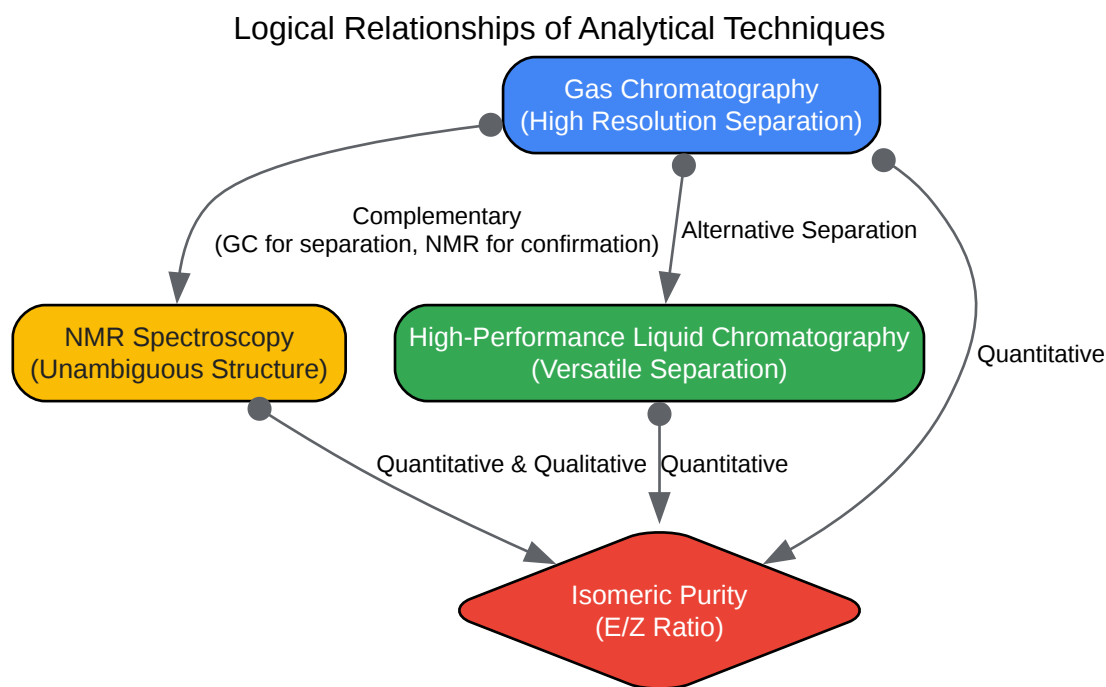 Logical Relationships of Analytical Techniques
Gas Chromatography
(High Resolution Separation)
Complementary
(GC for separation, NMR for confirmation)
Alternative Separation
NMR Spectroscopy
(Unambiguous Structure)
High-Performance Liquid Chromatography
(Versatile Separation)
Quantitative
Quantitative & Qualitative
Quantitative
Isomeric Purity
(E/Z Ratio)